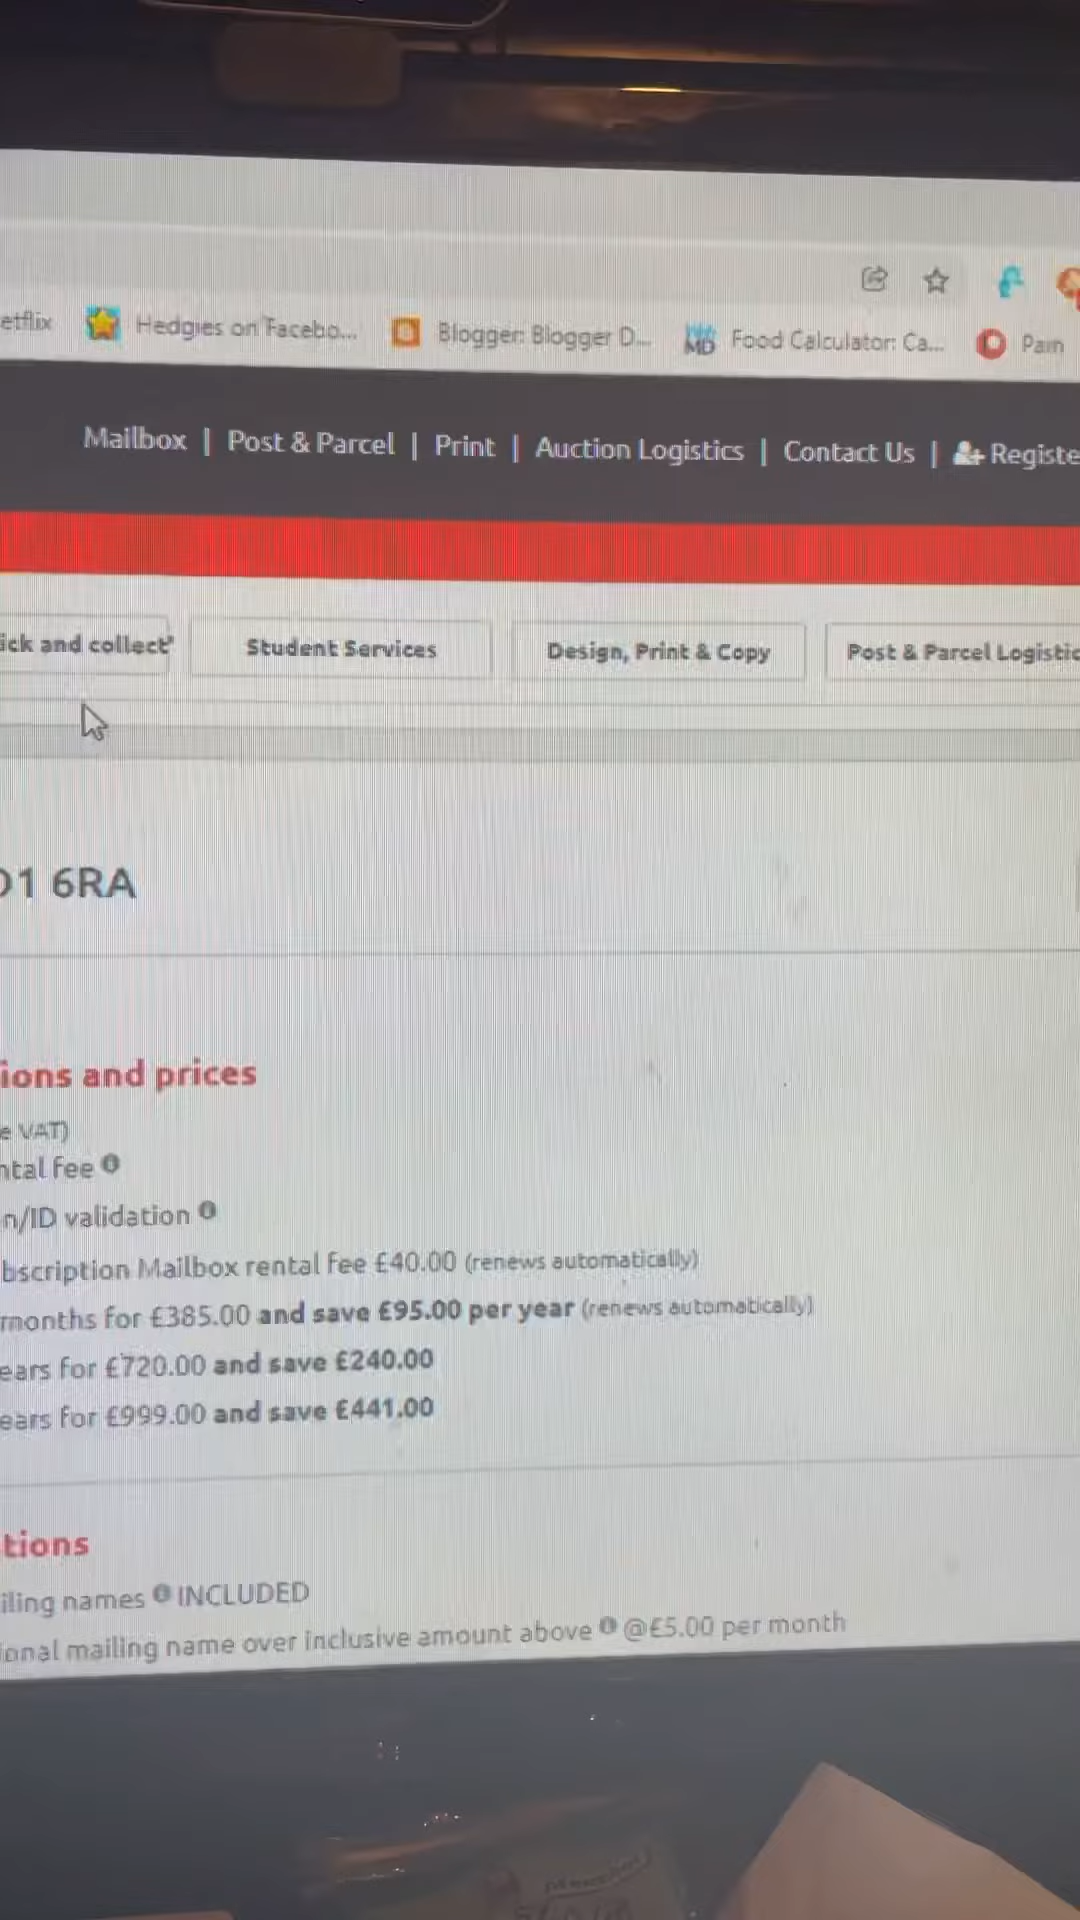 etflix Hedgies on Facebo... Blogger: Blogger D... Food Calculator: Ca... Pam
Mailbox | Post & Parcel | Print | Auction Logistics | Contact Us | Registe
ick and collect' Student Services Design, Print & Copy Post & Parcel Logistic
D1 6RA
ions and prices
e VAT)
ntal fee
n/ID validation
bscription Mailbox rental fee £40.00 (renews automatically)
months for £385.00 and save £95.00 per year (renews automatically)
ears for £720.00 and save £240.00
ears for £999.00 and save £441.00
tions
iling names INCLUDED
ional mailing name over inclusive amount above @£5.00 per month